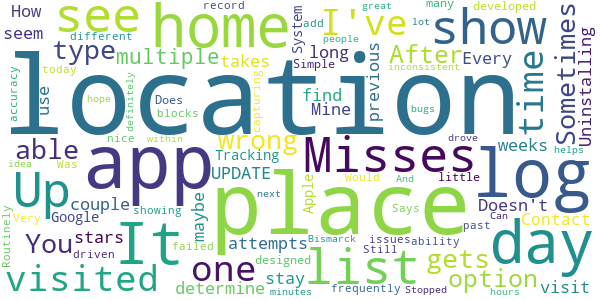 How seem see home I've show Sometimes
record add many great developed
different type multiple long After Every System
today takes Simple people lot inconsistent
location
accuracy use Does blocks find Mine previous time Uninstalling
definitely nice capturing hope bugs drove
able app wrong Misses log weeks
idea Was within Tracking place helps
Up couple Google UPDATE maybe Apple Would And little Doesn't Contact
showing next Says past
You stars It attempts Bismarck issues ability list gets day
Very driven failed designed Still Can
Routinely visited one determine stay frequently option visit
minutes Stopped hours